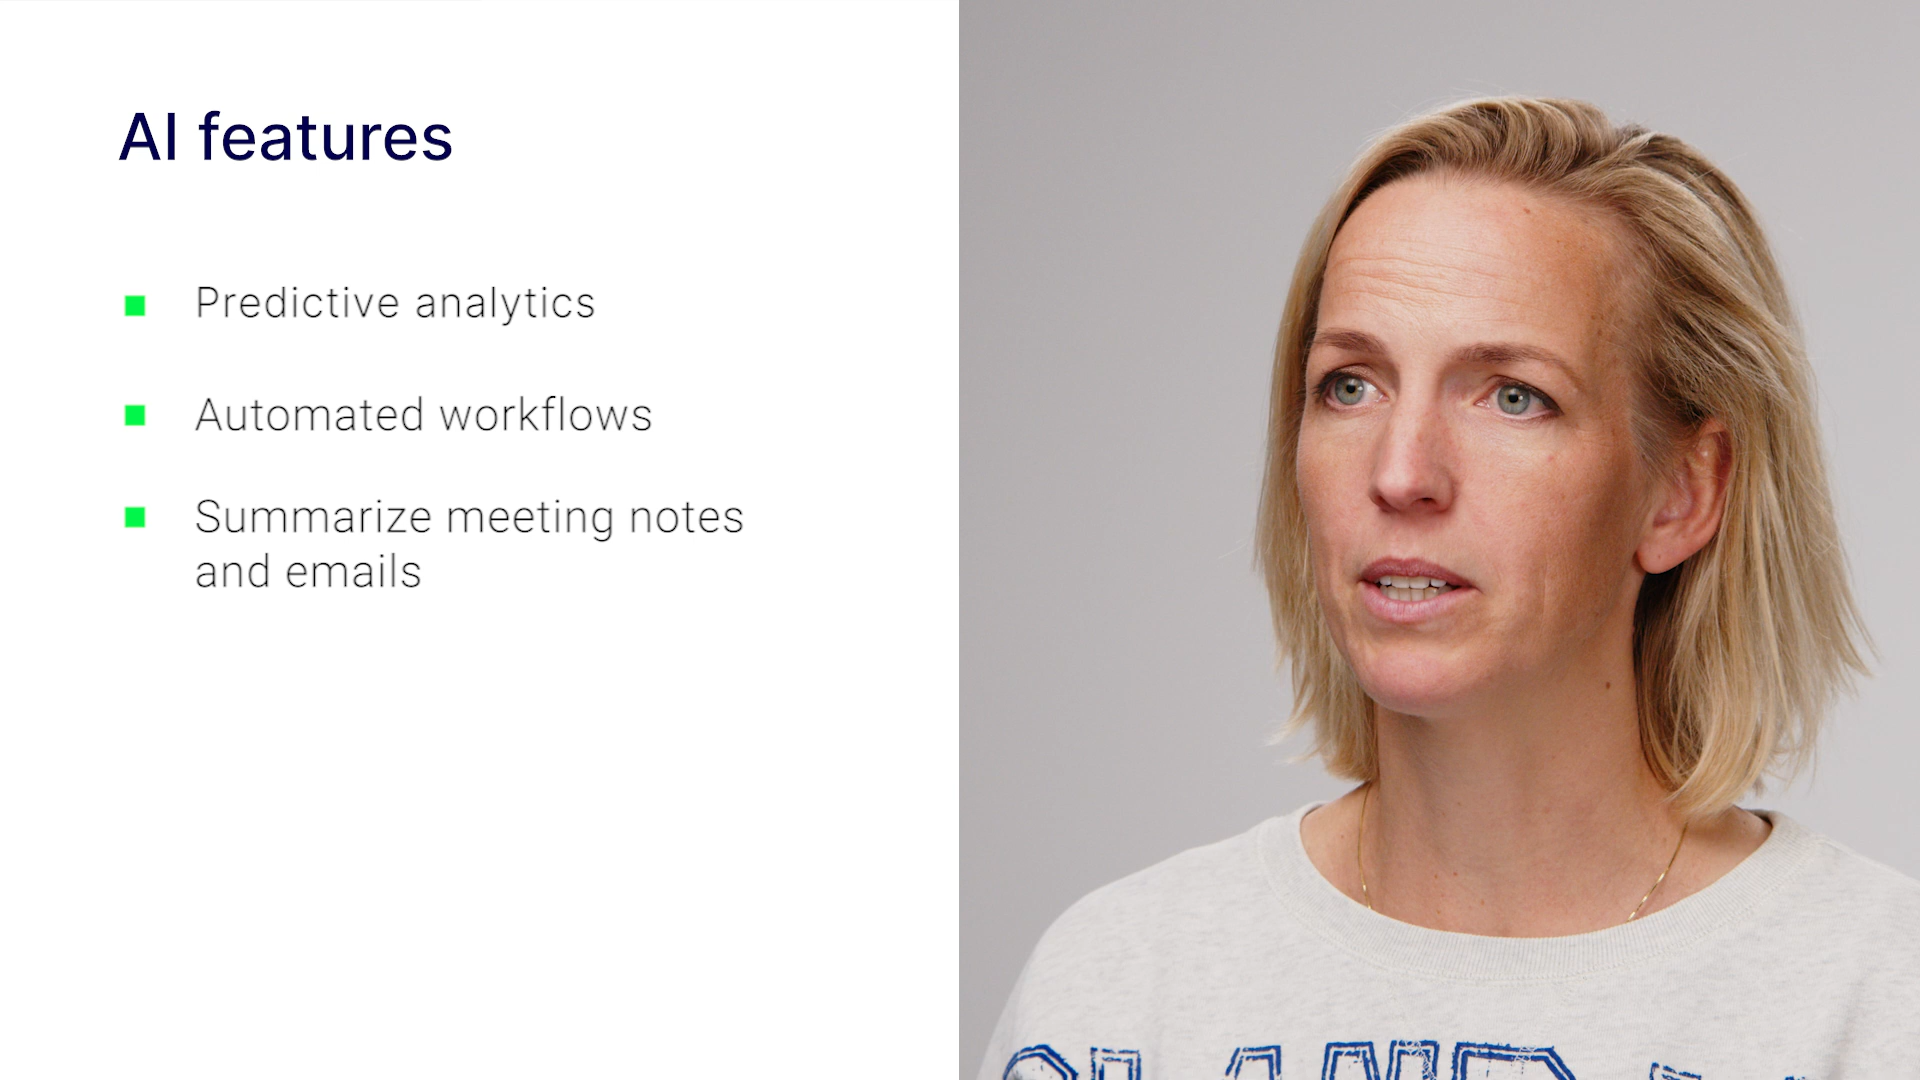 AI features
Predictive analytics
Automated workflows
Summarize meeting notes
and emails